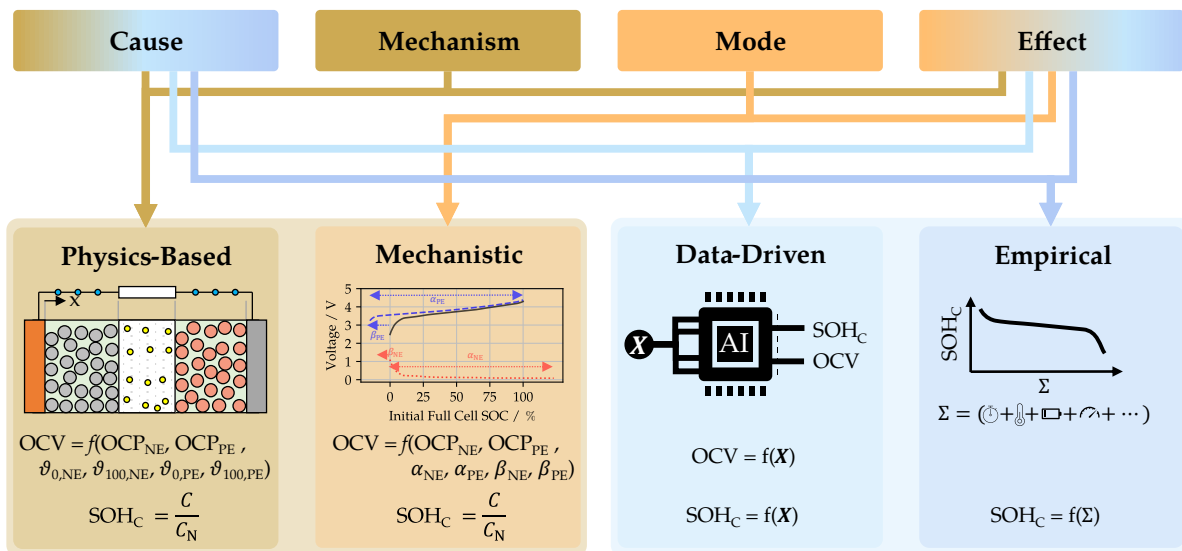 Cause
Mechanism
Mode
Effect
Physics-Based
Mechanistic
Data-Driven
Empirical
x
Voltage / V
5
4
3
2
1
0
α_PE
β_PE
β_NE
α_NE
0
25
50
75
100
Initial Full Cell SOC / %
X
AI
SOH_C
OCV
SOH_C
Σ
Σ = (⏱+🌡+🔋+ + ⋯ )
OCV = f(OCP_NE, OCP_PE ,
ϑ_0,NE, ϑ_100,NE, ϑ_0,PE, ϑ_100,PE)
SOH_C = C / C_N
OCV = f(OCP_NE, OCP_PE ,
α_NE, α_PE, β_NE, β_PE)
SOH_C = C / C_N
OCV = f(X)
SOH_C = f(X)
SOH_C = f(Σ)